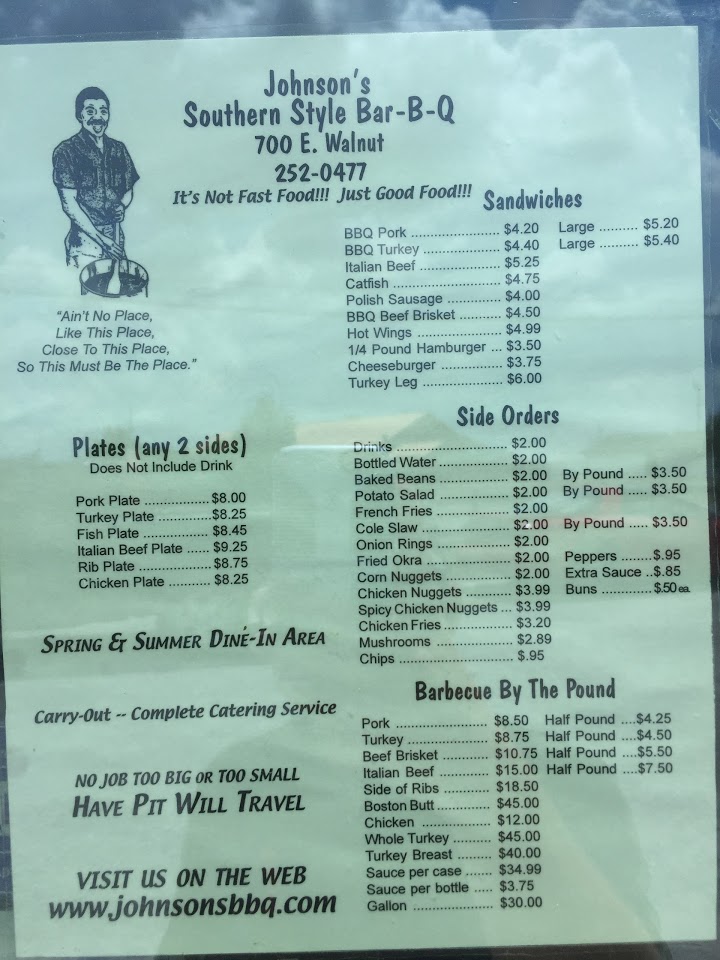 Johnson's
Southern Style Bar-B-Q
700 E. Walnut
252-0477
It's Not Fast Food!!! Just Good Food!!!
"Ain't No Place,
Like This Place,
Close To This Place,
So This Must Be The Place."
Sandwiches
BBQ Pork ...................... $4.20 Large .......... $5.20
BBQ Turkey .................... $4.40 Large .......... $5.40
Italian Beef ..................... $5.25
Catfish ............................ $4.75
Polish Sausage .............. $4.00
BBQ Beef Brisket ........... $4.50
Hot Wings ...................... $4.99
1/4 Pound Hamburger ... $3.50
Cheeseburger ................ $3.75
Turkey Leg ..................... $6.00
Plates (any 2 sides)
Does Not Include Drink
Pork Plate ................. $8.00
Turkey Plate .............. $8.25
Fish Plate .................. $8.45
Italian Beef Plate ...... $9.25
Rib Plate ................... $8.75
Chicken Plate ........... $8.25
Side Orders
Drinks ............................ $2.00
Bottled Water .................. $2.00
Baked Beans .................. $2.00 By Pound ..... $3.50
Potato Salad ................... $2.00 By Pound ..... $3.50
French Fries .................... $2.00
Cole Slaw ....................... $2.00 By Pound ..... $3.50
Onion Rings .................... $2.00
Fried Okra ....................... $2.00 Peppers ........ $.95
Corn Nuggets .................. $2.00 Extra Sauce .. $.85
Chicken Nuggets ............. $3.99 Buns ............. $.50 ea.
Spicy Chicken Nuggets ... $3.99
Chicken Fries ................... $3.20
Mushrooms ..................... $2.89
Chips .............................. $.95
Spring & Summer Diné-In Area
Carry-Out -- Complete Catering Service
NO JOB TOO BIG OR TOO SMALL
HAVE PIT WILL TRAVEL
VISIT US ON THE WEB
www.johnsonsbbq.com
Barbecue By The Pound
Pork ....................... $8.50 Half Pound .... $4.25
Turkey .................... $8.75 Half Pound .... $4.50
Beef Brisket ............ $10.75 Half Pound .... $5.50
Italian Beef ............. $15.00 Half Pound .... $7.50
Side of Ribs ............ $18.50
Boston Butt ............. $45.00
Chicken ................. $12.00
Whole Turkey .......... $45.00
Turkey Breast ......... $40.00
Sauce per case ....... $34.99
Sauce per bottle ..... $3.75
Gallon ..................... $30.00